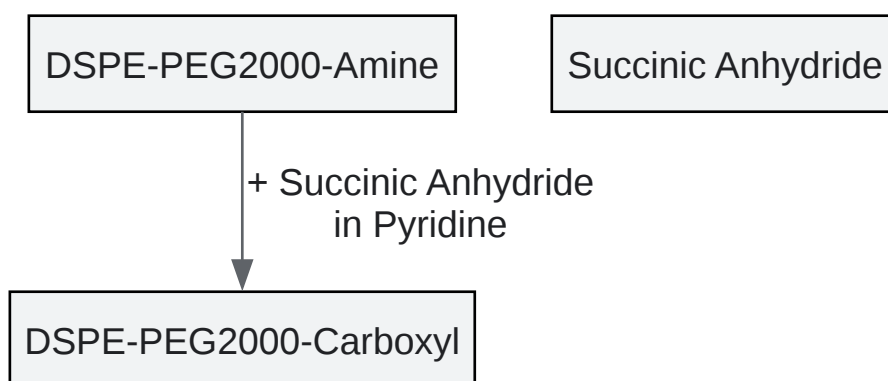 DSPE-PEG2000-Amine
Succinic Anhydride
+ Succinic Anhydride
in Pyridine
DSPE-PEG2000-Carboxyl